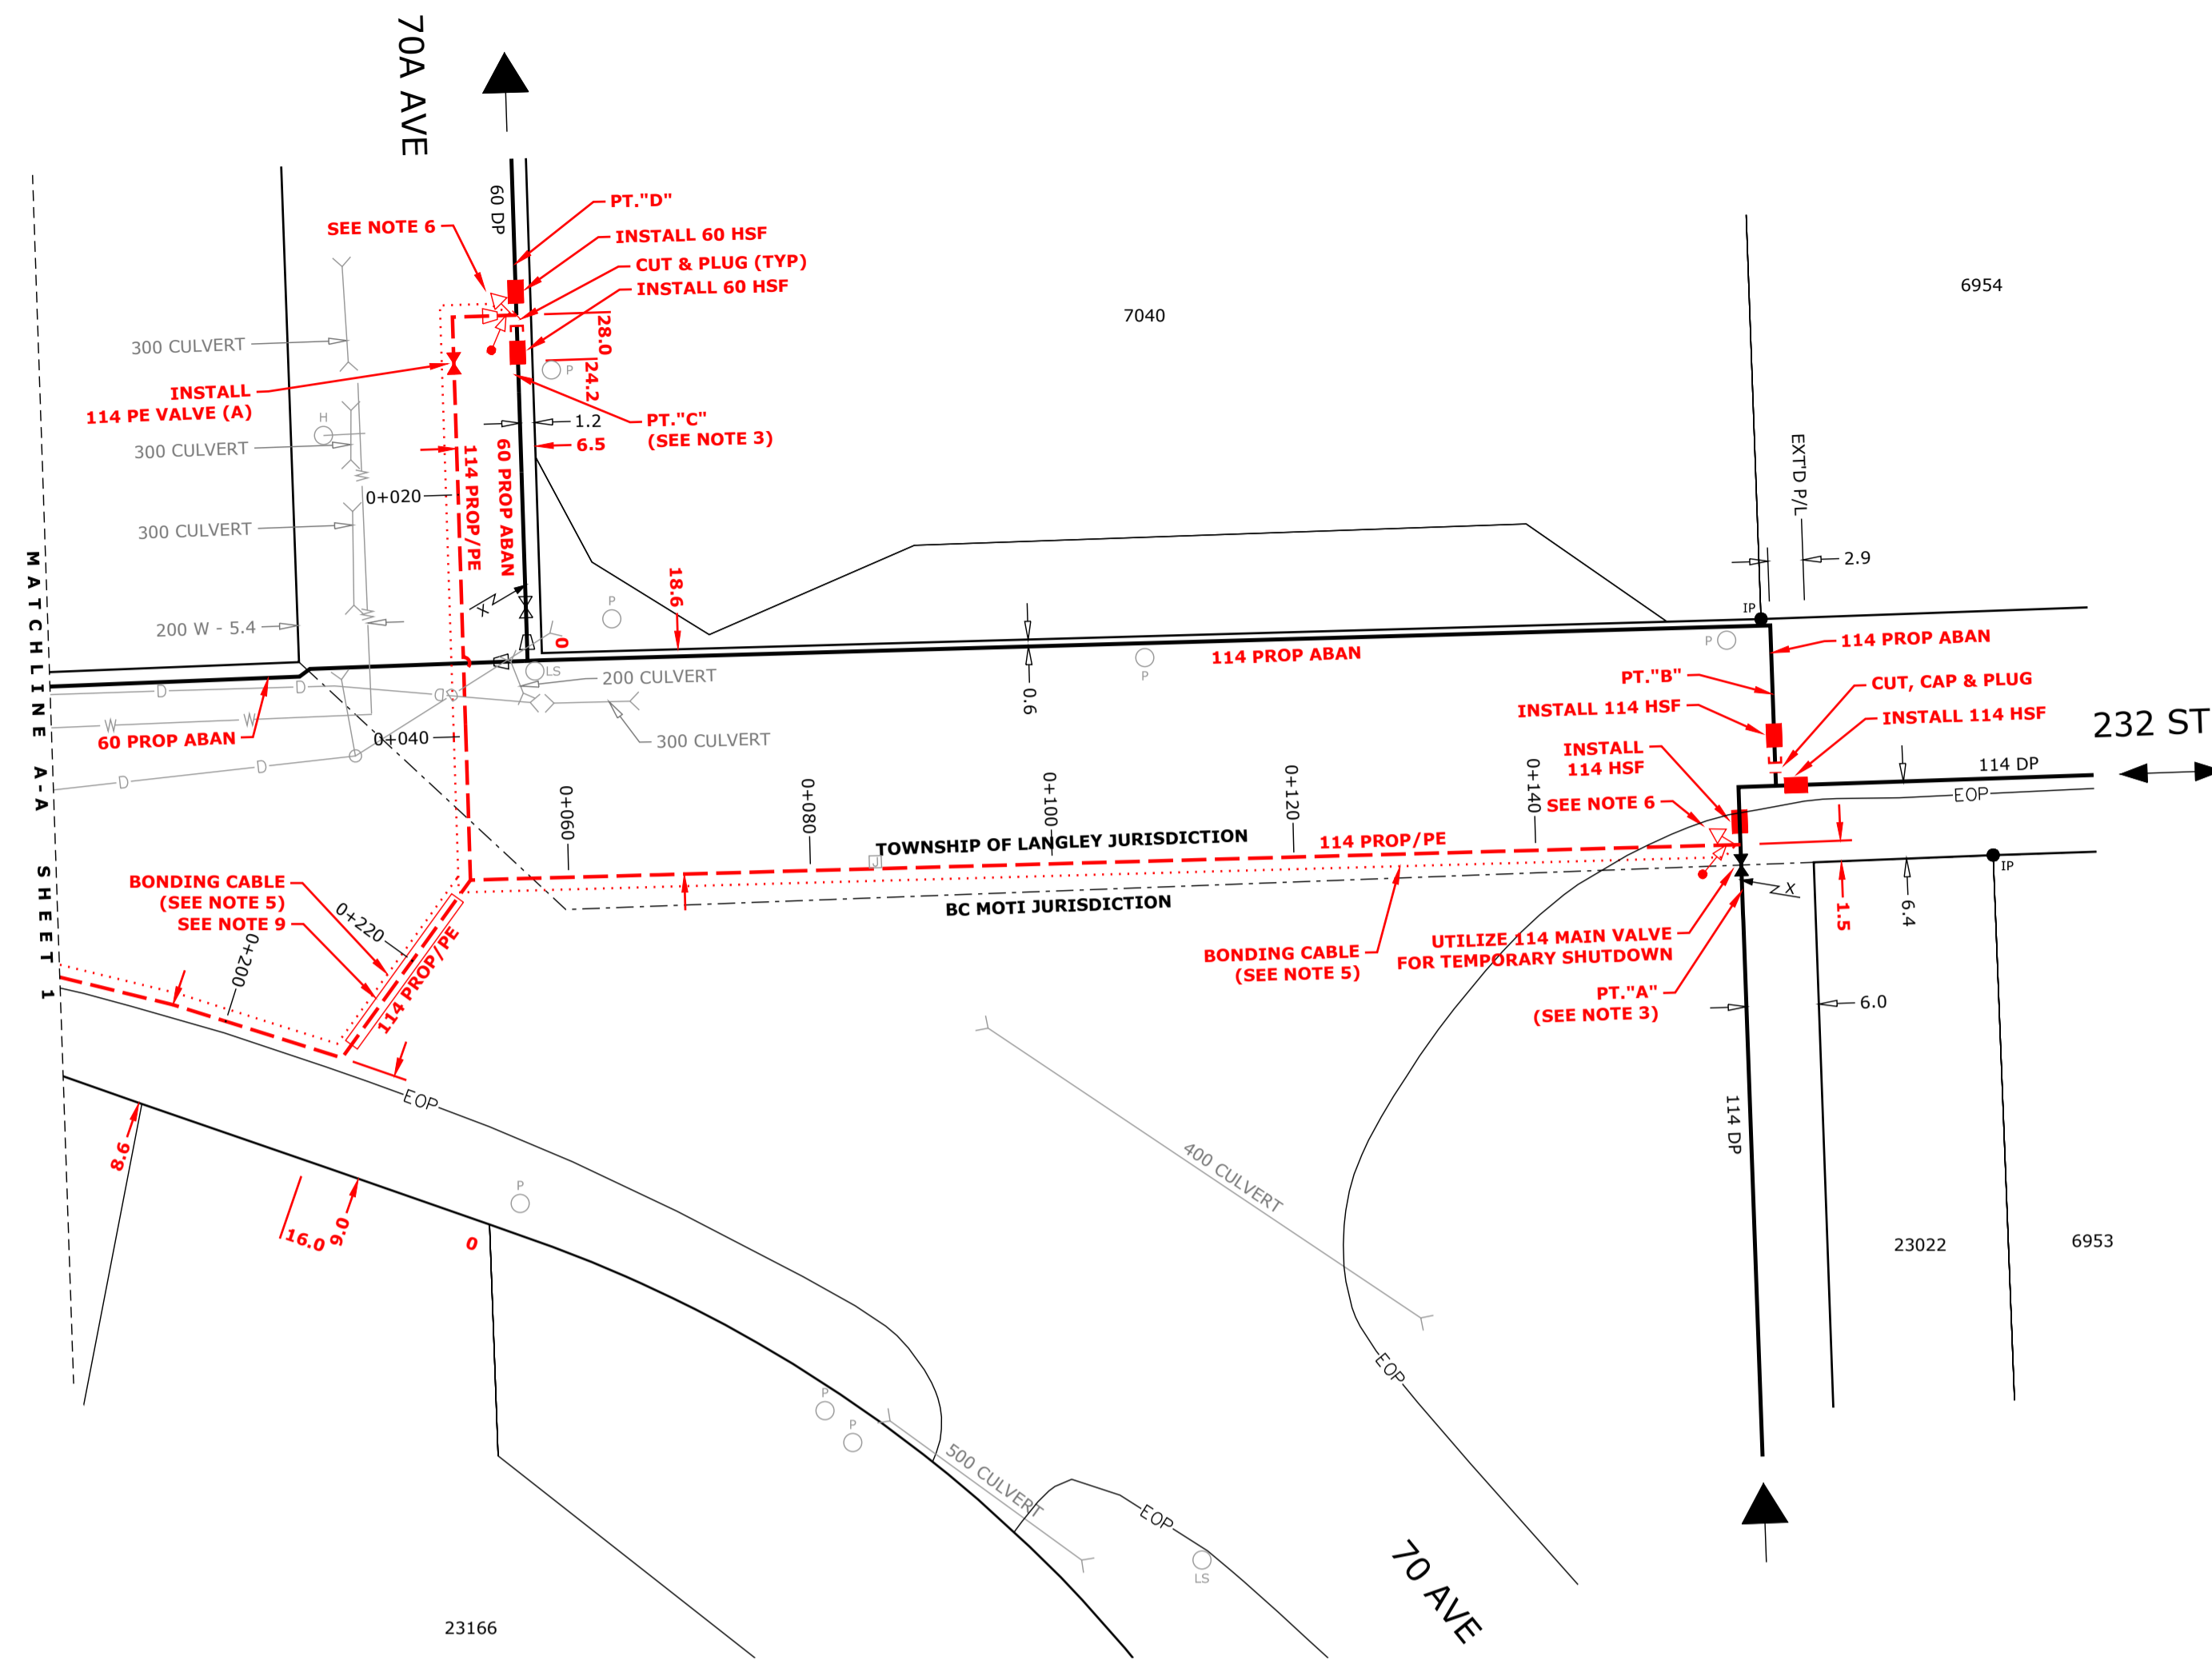 70A AVE
60 DP
PT."D"
SEE NOTE 6
INSTALL 60 HSF
CUT & PLUG (TYP)
INSTALL 60 HSF
28.0
24.2
P
7040
6954
300 CULVERT
INSTALL
114 PE VALVE (A)
H
300 CULVERT
1.2
6.5
PT."C"
(SEE NOTE 3)
114 PROP/PE
60 PROP ABAN
0+020
300 CULVERT
EXT'D P/L
2.9
MATCHLINE A-A SHEET 1
200 W - 5.4
X
0
P
18.6
IP
P
114 PROP ABAN
LS
200 CULVERT
P
114 PROP ABAN
0.6
PT."B"
CUT, CAP & PLUG
INSTALL 114 HSF
INSTALL 114 HSF
232 ST
D
D
D
W
W
60 PROP ABAN
0+040
300 CULVERT
D
D
INSTALL
114 HSF
114 DP
EOP
SEE NOTE 6
0+060
0+080
0+100
0+120
0+140
TOWNSHIP OF LANGLEY JURISDICTION
114 PROP/PE
J
BC MOTI JURISDICTION
IP
X
1.5
6.4
BONDING CABLE
(SEE NOTE 5)
SEE NOTE 9
0+220
0+200
114 PROP/PE
BONDING CABLE
(SEE NOTE 5)
UTILIZE 114 MAIN VALVE
FOR TEMPORARY SHUTDOWN
PT."A"
(SEE NOTE 3)
6.0
EOP
8.6
16.0
9.0
0
P
400 CULVERT
114 DP
23022
6953
EOP
P
P
500 CULVERT
EOP
LS
70 AVE
23166